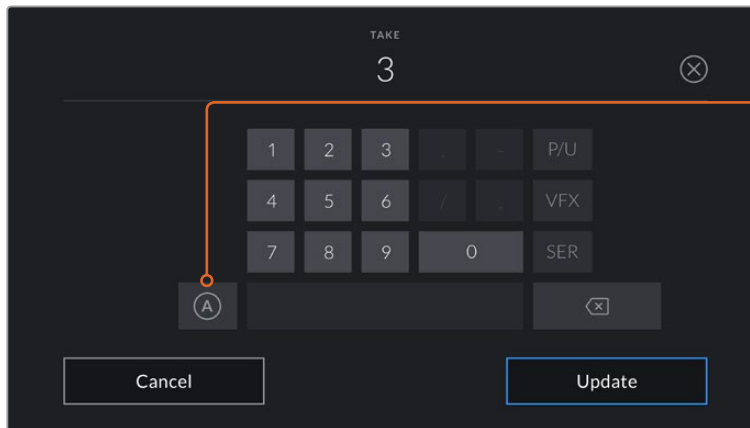 TAKE
3
1 2 3 . - P/U
4 5 6 / , VFX
7 8 9 0 SER
A
Cancel Update